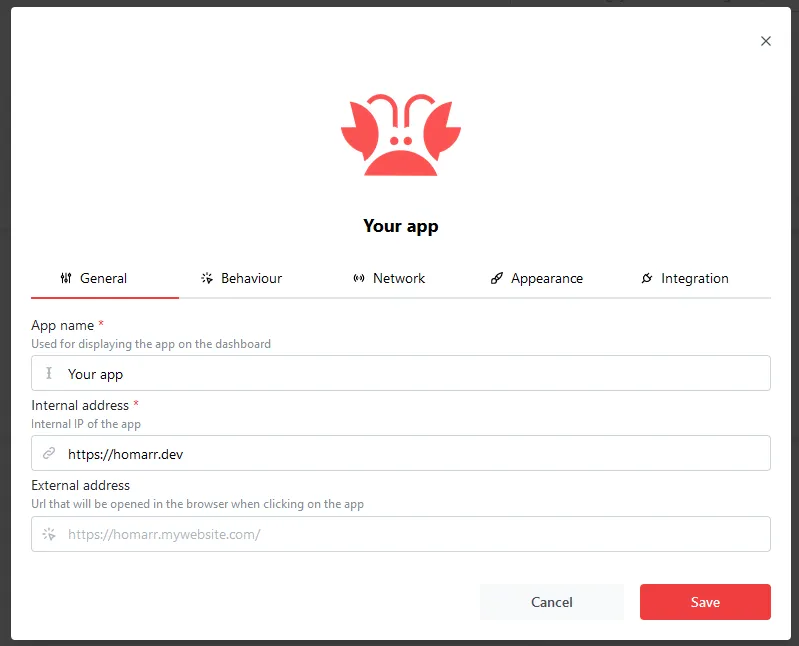 Your app
General Behaviour Network Appearance Integration
App name *
Used for displaying the app on the dashboard
Your app
Internal address *
Internal IP of the app
https://homarr.dev
External address
Url that will be opened in the browser when clicking on the app
https://homarr.mywebsite.com/
Cancel Save